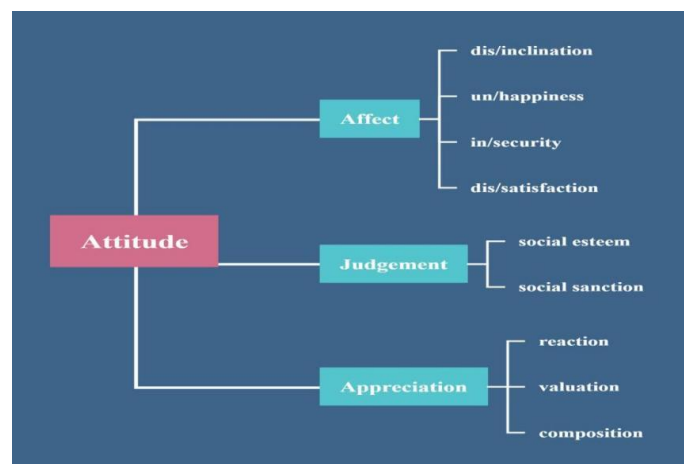 Attitude
Affect
dis/inclination
un/happiness
in/security
dis/satisfaction
Judgement
social esteem
social sanction
Appreciation
reaction
valuation
composition